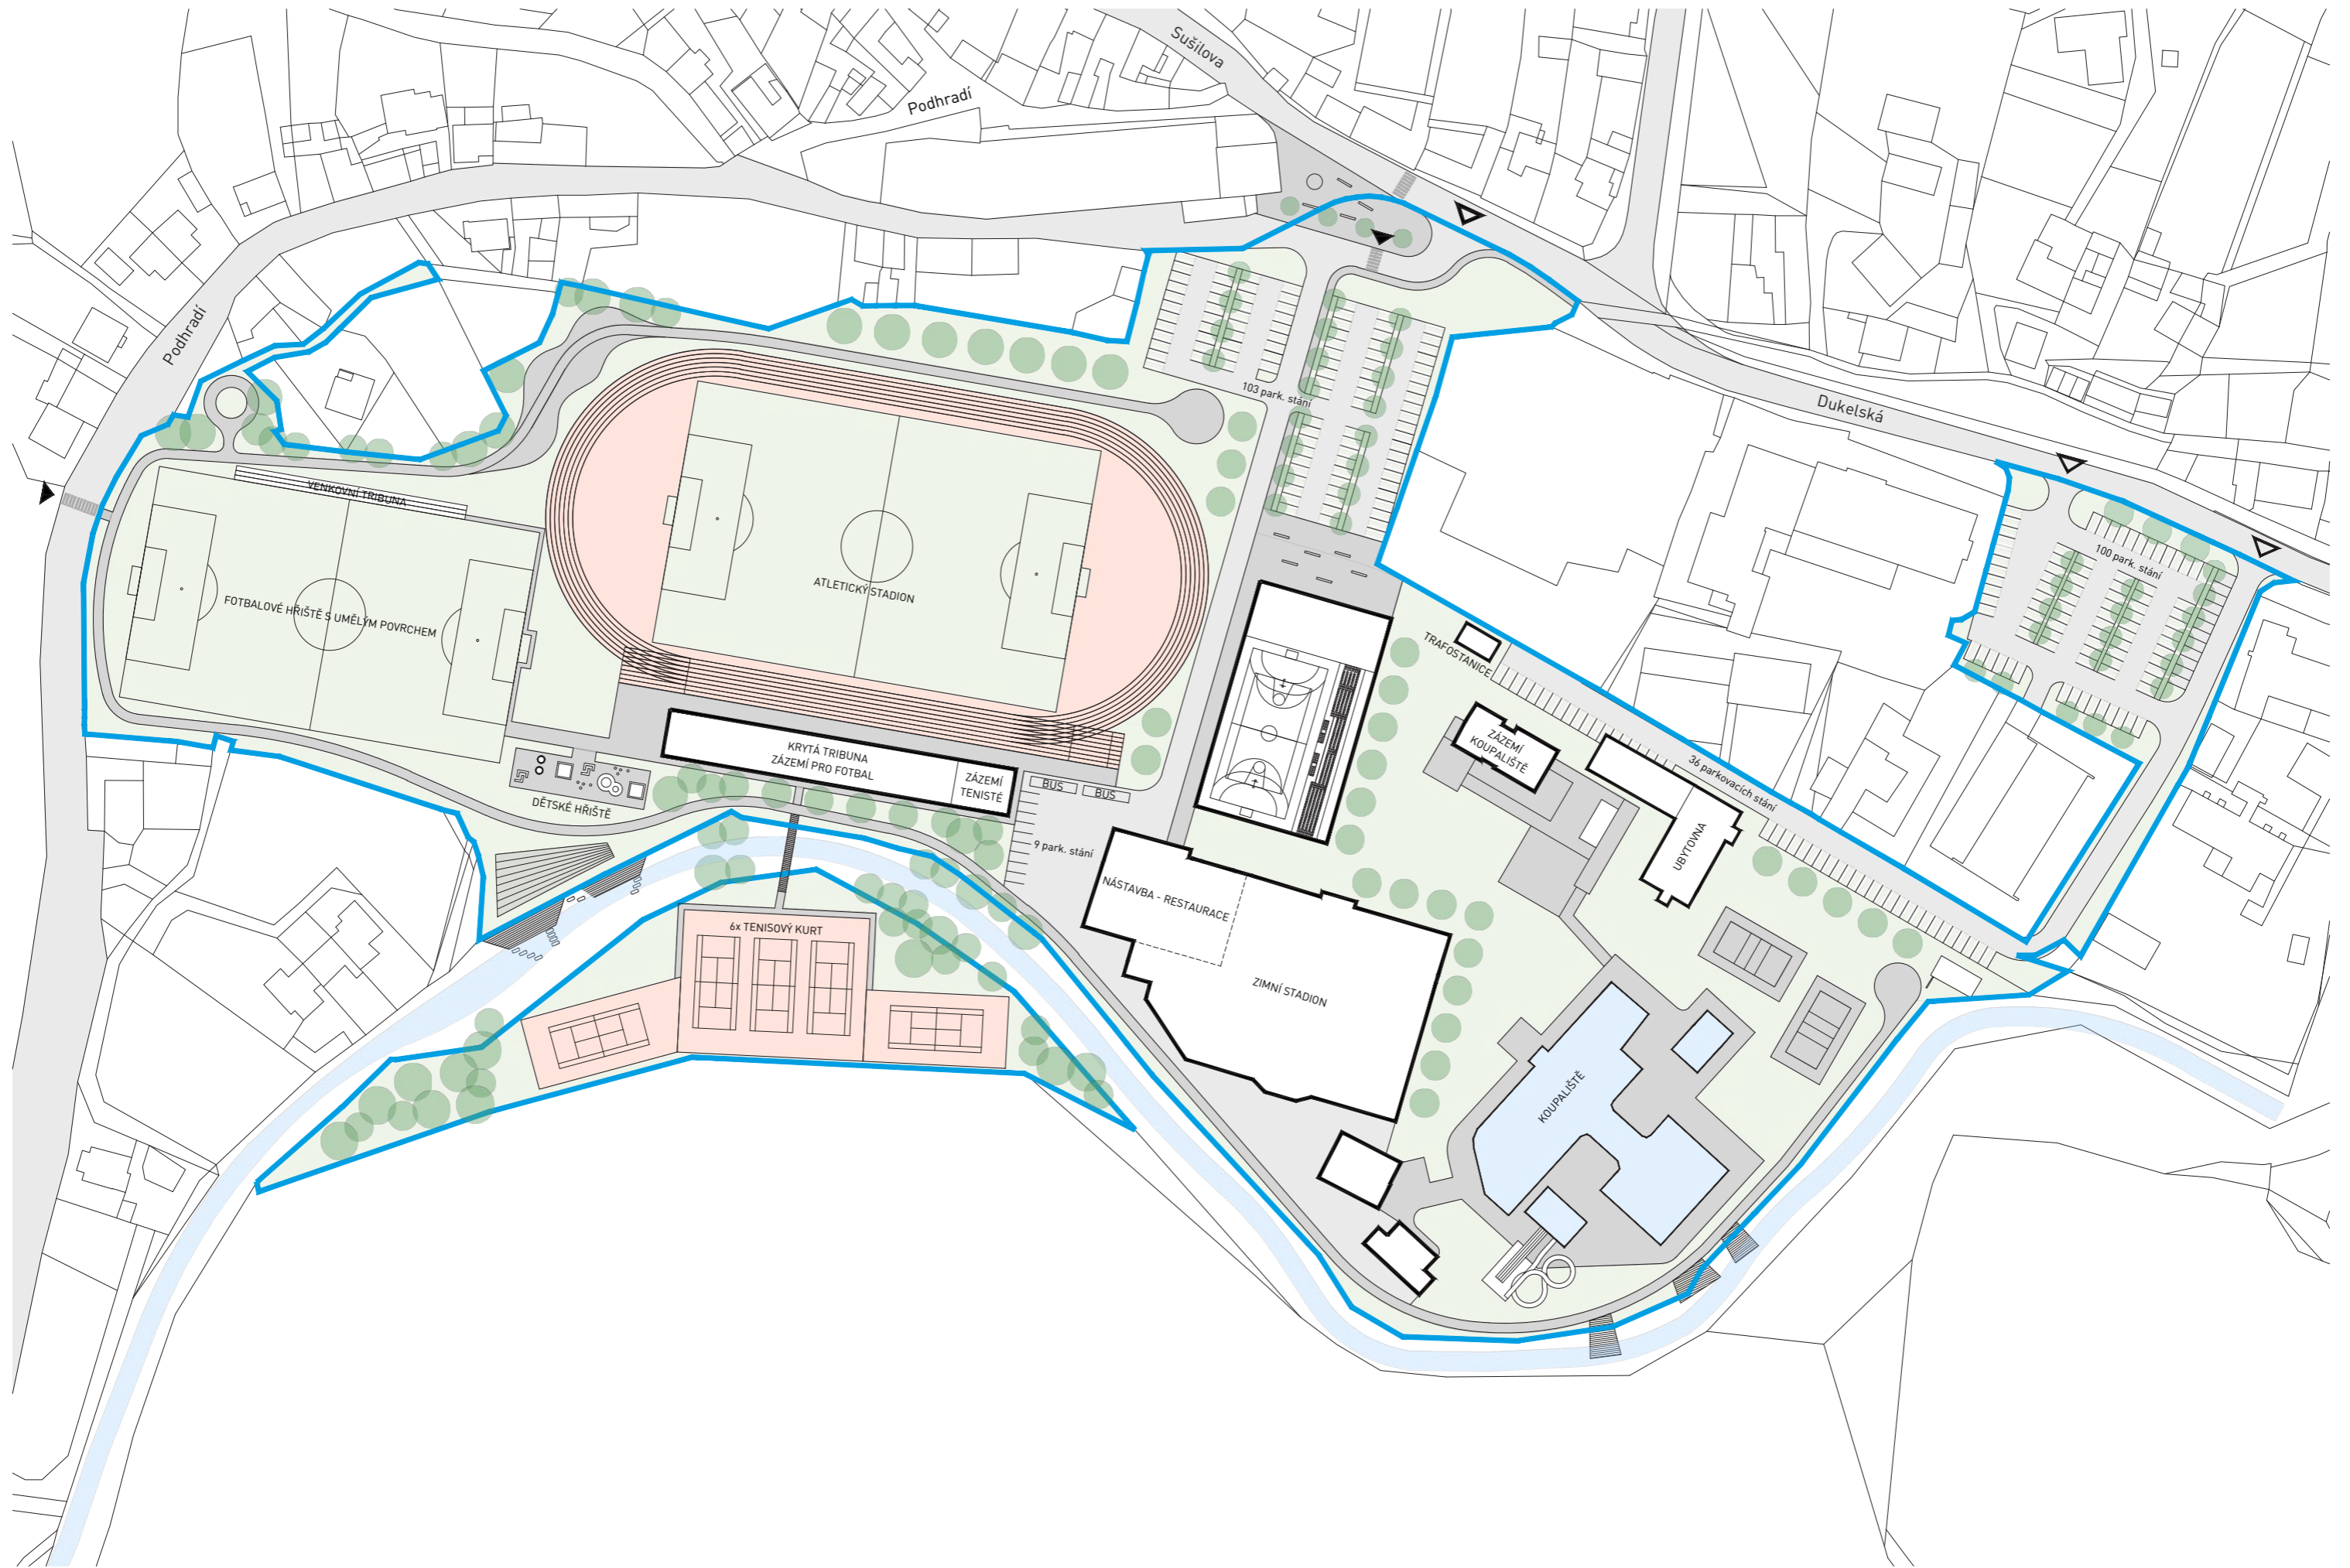 Sušilova
Podhradí
Podhradí
103 park. stání
Dukelská
100 park. stání
VENKOVNÍ TRIBUNA
ATLETICKÝ STADION
FOTBALOVÉ HŘIŠTĚ S UMĚLÝM POVRCHEM
TRAFOSTANICE
KRYTÁ TRIBUNA
ZÁZEMÍ PRO FOTBAL
ZÁZEMÍ
TENISTÉ
BUS
BUS
ZÁZEMÍ
KOUPALIŠTĚ
36 parkovacích stání
DĚTSKÉ HŘIŠTĚ
9 park. stání
UBYTOVNA
NÁSTAVBA - RESTAURACE
6x TENISOVÝ KURT
ZIMNÍ STADION
KOUPALIŠTĚ